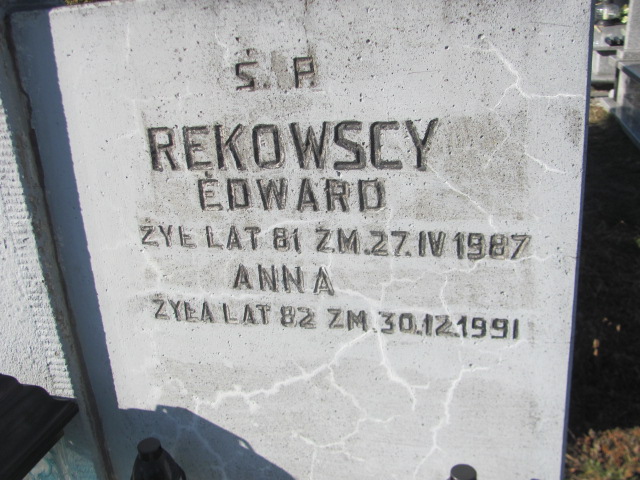 Ś. P.
REKOWSCY
EDWARD
ŻYŁ LAT 81 ZM. 27. IV 1987
ANNA
ŻYŁA LAT 82 ZM. 30.12.1991